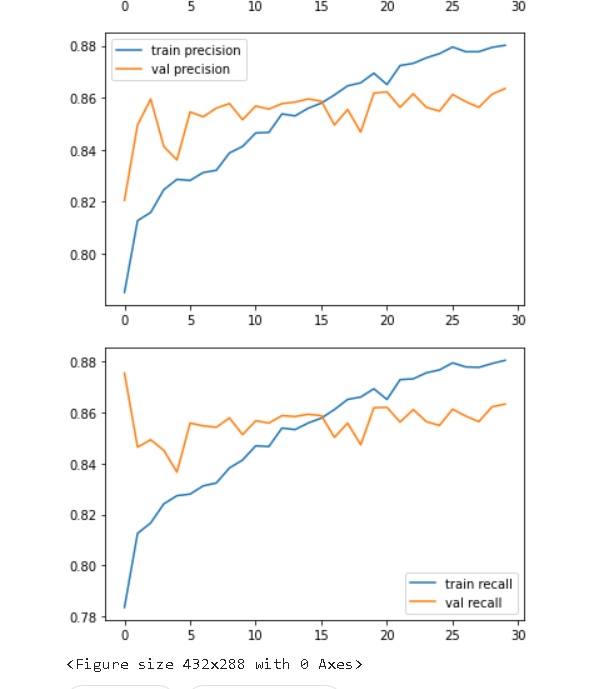 0 5 10 15 20 25 30
train precision
val precision
0.88
0.86
0.84
0.82
0.80
0 5 10 15 20 25 30
0.88
0.86
0.84
0.82
0.80
0.78
train recall
val recall
0 5 10 15 20 25 30
<Figure size 432x288 with 0 Axes>